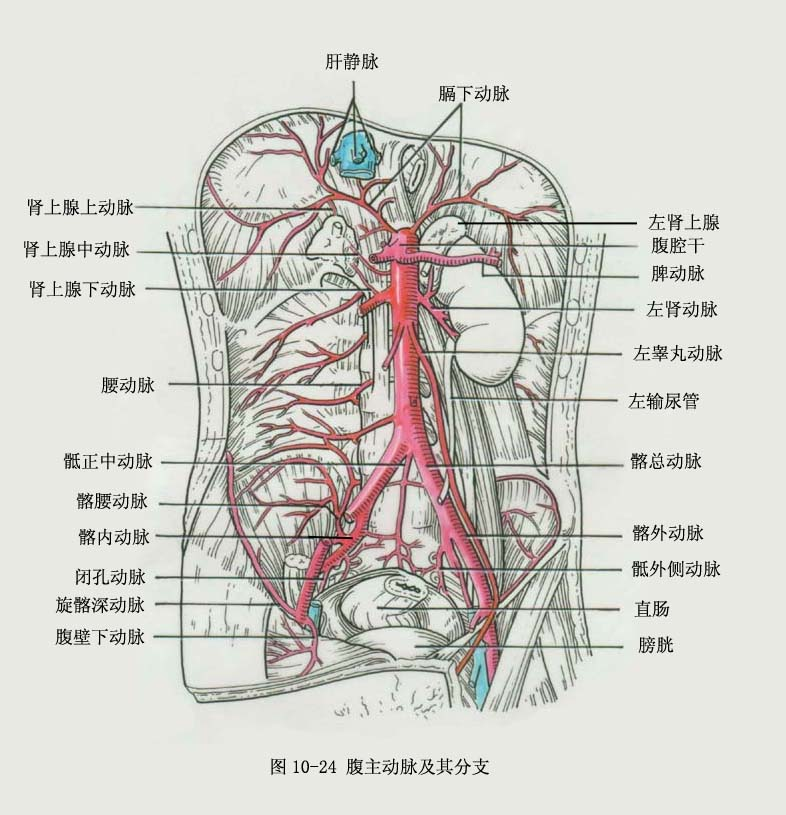 肝静脉
膈下动脉
肾上腺上动脉
肾上腺中动脉
肾上腺下动脉
腰动脉
骶正中动脉
髂腰动脉
髂内动脉
闭孔动脉
旋髂深动脉
腹壁下动脉
左肾上腺
腹腔干
脾动脉
左肾动脉
左睾丸动脉
左输尿管
髂总动脉
髂外动脉
骶外侧动脉
直肠
膀胱
图 10-24 腹主动脉及其分支